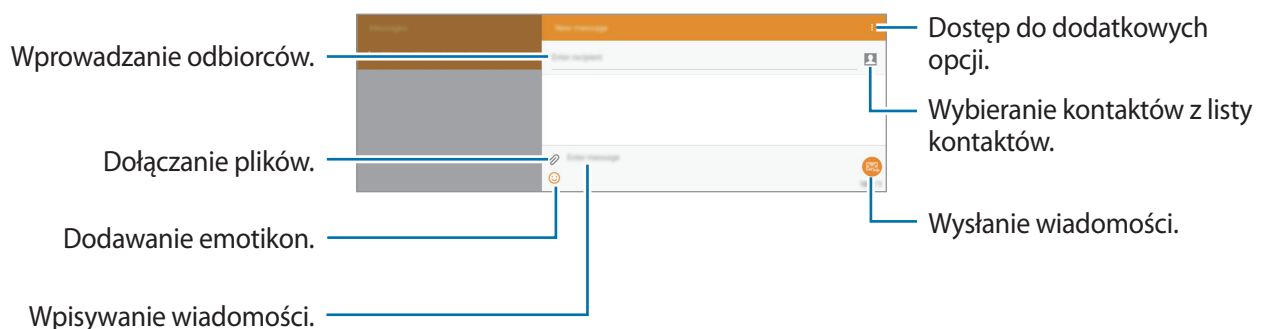 Messages
New message
Enter recipient
Enter message
Wprowadzanie odbiorców.
Dołączanie plików.
Dodawanie emotikon.
Wpisywanie wiadomości.
Dostęp do dodatkowych
opcji.
Wybieranie kontaktów z listy
kontaktów.
Wysłanie wiadomości.